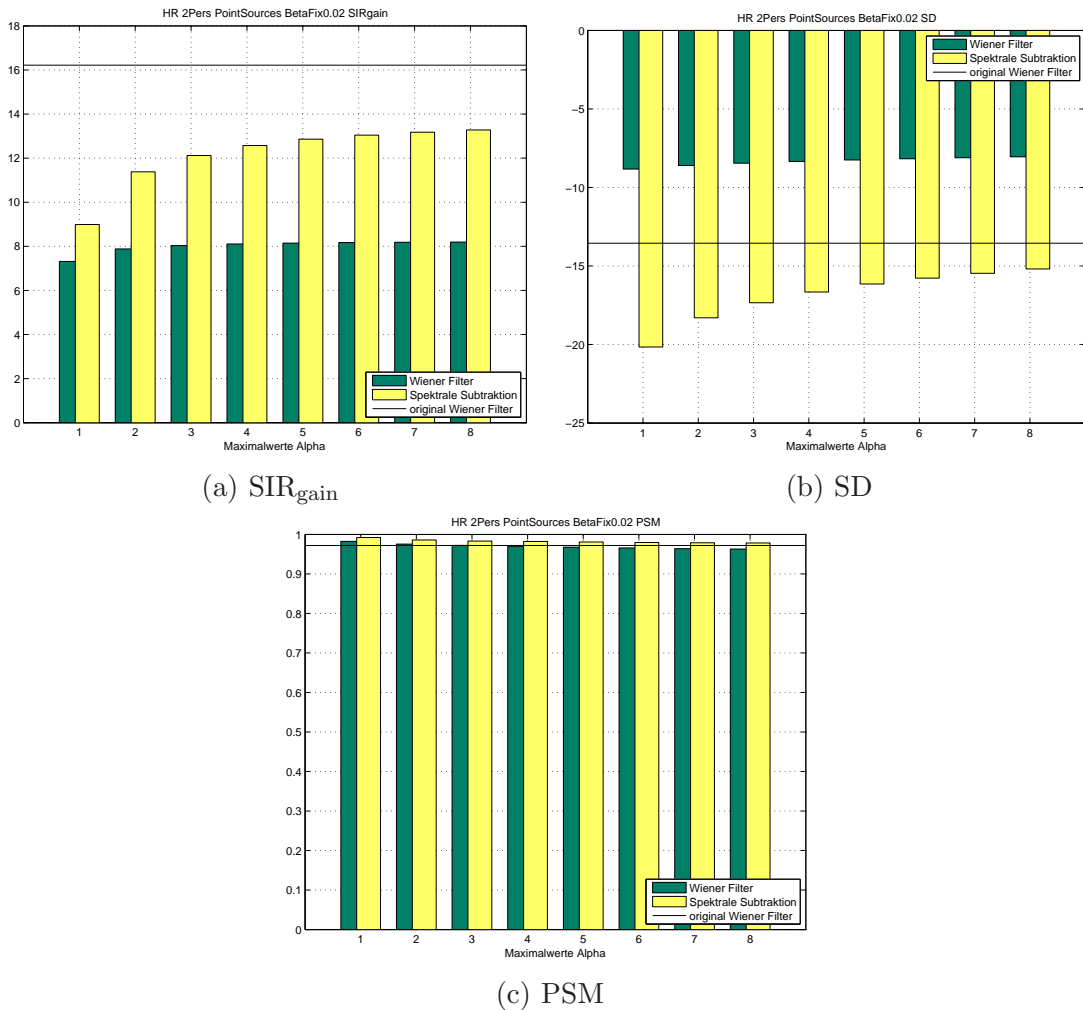 HR 2Pers PointSources BetaFix0.02 SIRgain
18
16
14
12
10
8
6
4
2
0
1 2 3 4 5 6 7 8
Maximalwerte Alpha
Wiener Filter
Spektrale Subtraktion
original Wiener Filter
(a) SIRgain
HR 2Pers PointSources BetaFix0.02 SD
0
−5
−10
−15
−20
−25
1 2 3 4 5 6 7 8
Maximalwerte Alpha
Wiener Filter
Spektrale Subtraktion
original Wiener Filter
(b) SD
HR 2Pers PointSources BetaFix0.02 PSM
1
0.9
0.8
0.7
0.6
0.5
0.4
0.3
0.2
0.1
0
1 2 3 4 5 6 7 8
Maximalwerte Alpha
Wiener Filter
Spektrale Subtraktion
original Wiener Filter
(c) PSM